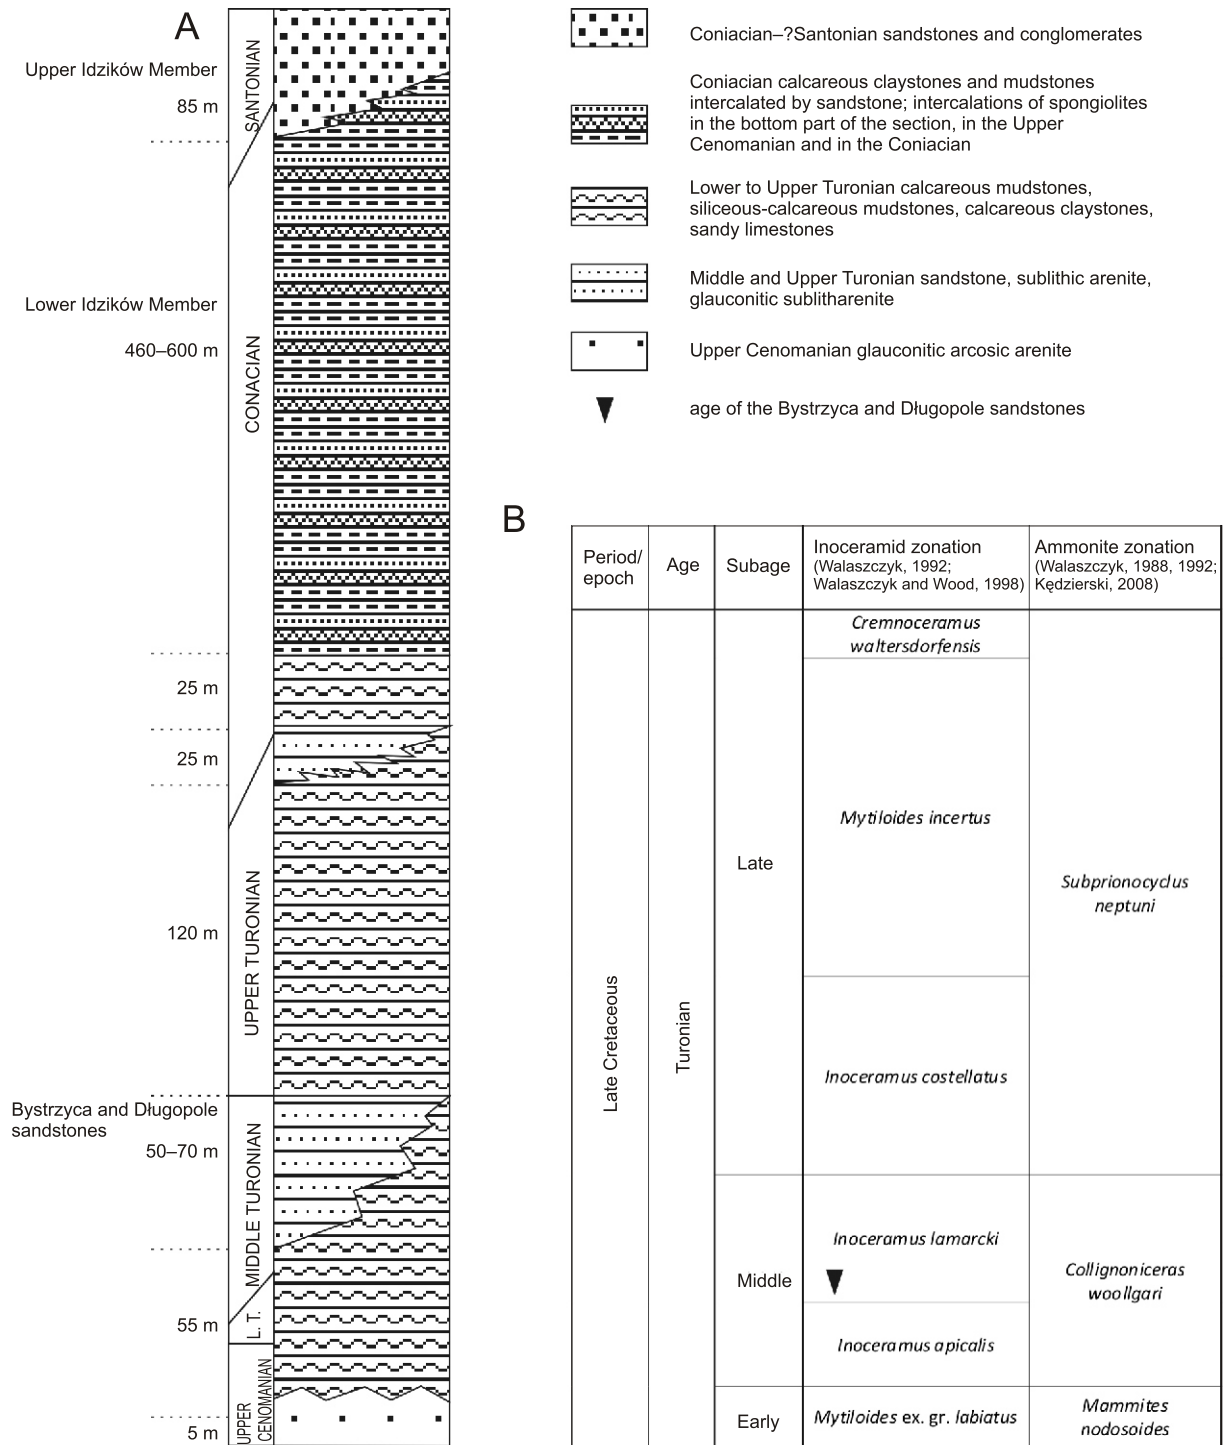 A
Upper Idzików Member
85 m
Lower Idzików Member
460–600 m
25 m
25 m
120 m
Bystrzyca and Długopole
sandstones
50–70 m
55 m
5 m
SANTONIAN
CONACIAN
UPPER TURONIAN
MIDDLE TURONIAN
L. T.
UPPER
CENOMANIAN
Coniacian–?Santonian sandstones and conglomerates
Coniacian calcareous claystones and mudstones
intercalated by sandstone; intercalations of spongiolites
in the bottom part of the section, in the Upper
Cenomanian and in the Coniacian
Lower to Upper Turonian calcareous mudstones,
siliceous-calcareous mudstones, calcareous claystones,
sandy limestones
Middle and Upper Turonian sandstone, sublithic arenite,
glauconitic sublitharenite
Upper Cenomanian glauconitic arcosic arenite
age of the Bystrzyca and Długopole sandstones
B
Period/
epoch
Age
Subage
Inoceramid zonation
(Walaszczyk, 1992;
Walaszczyk and Wood, 1998)
Ammonite zonation
(Walaszczyk, 1988, 1992;
Kędzierski, 2008)
Late Cretaceous
Turonian
Late
Middle
Early
Cremnoceramus
waltersdorfensis
Mytiloides incertus
Inoceramus costellatus
Inoceramus lamarcki
Inoceramus apicalis
Mytiloides ex. gr. labiatus
Subprionocyclus
neptuni
Collignoniceras
woollgari
Mammites
nodosoides